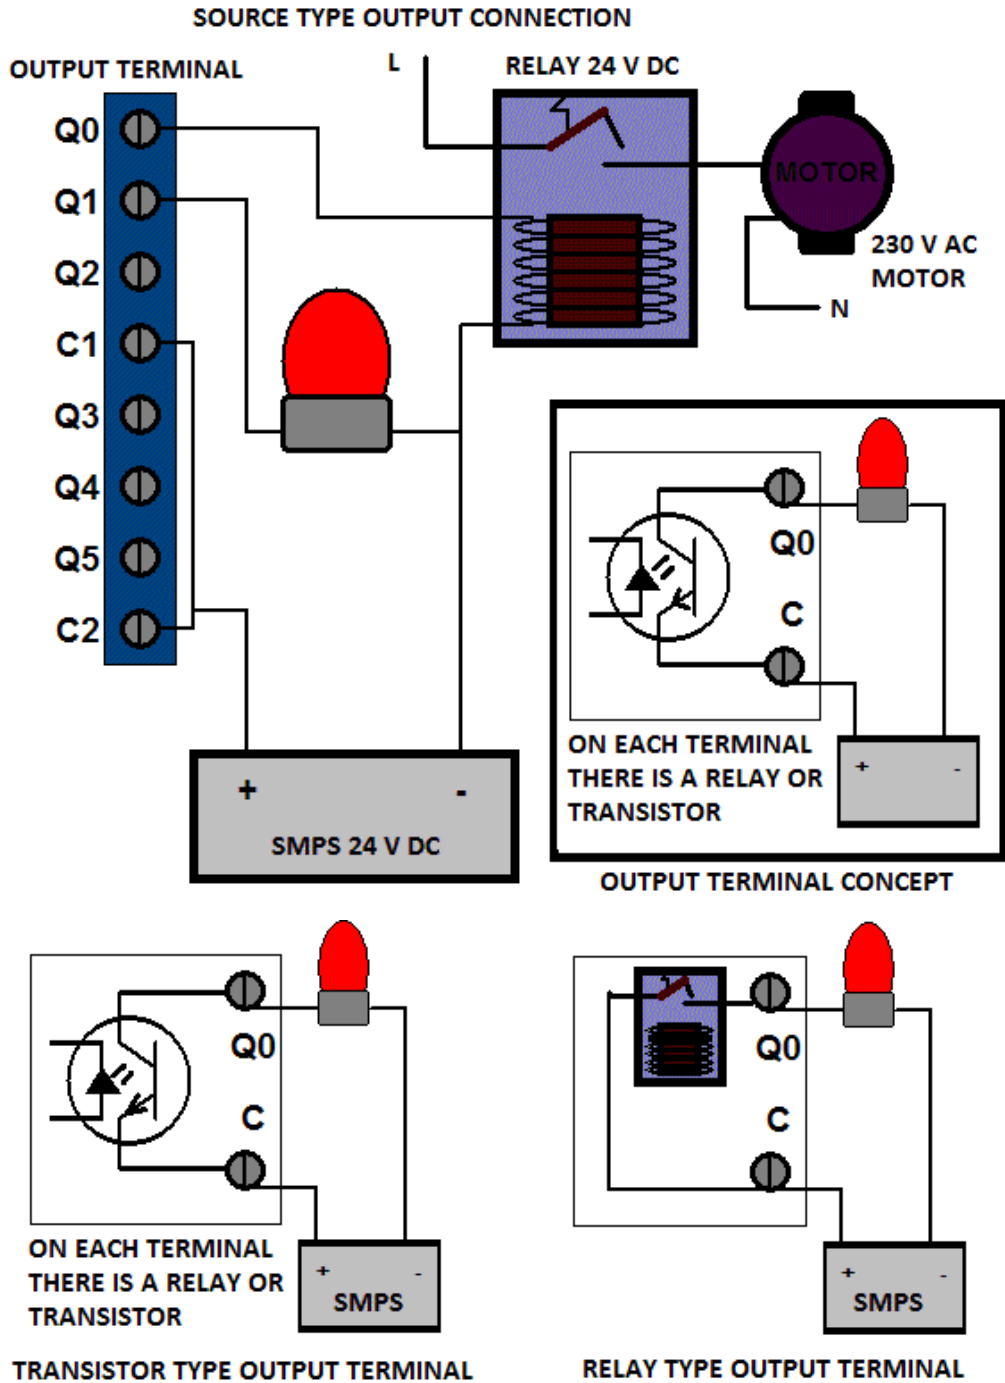 SOURCE TYPE OUTPUT CONNECTION
OUTPUT TERMINAL
L
RELAY 24 V DC
Q0
Q1
Q2
C1
Q3
Q4
Q5
C2
MOTOR
230 V AC
MOTOR
N
+
-
SMPS 24 V DC
Q0
C
ON EACH TERMINAL
THERE IS A RELAY OR
TRANSISTOR
+
-
OUTPUT TERMINAL CONCEPT
Q0
C
ON EACH TERMINAL
THERE IS A RELAY OR
TRANSISTOR
+
-
SMPS
TRANSISTOR TYPE OUTPUT TERMINAL
Q0
C
+
-
SMPS
RELAY TYPE OUTPUT TERMINAL